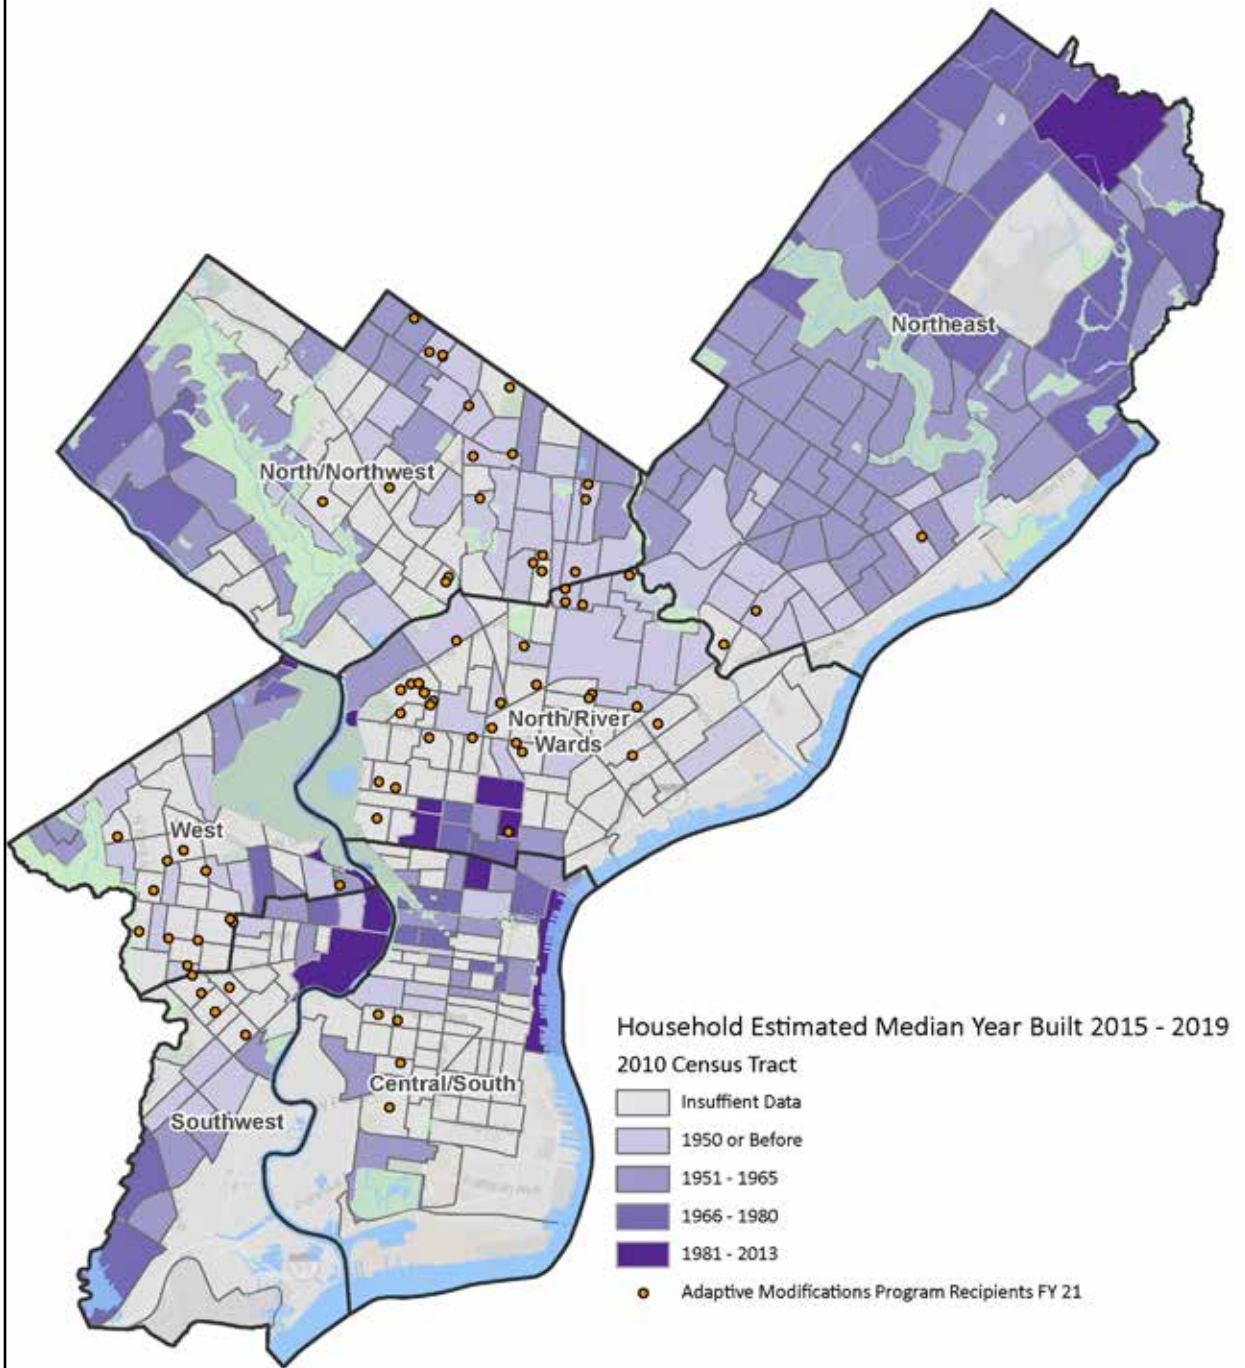 Northeast
North/Northwest
North/River
Wards
West
Central/South
Southwest
Household Estimated Median Year Built 2015 - 2019
2010 Census Tract
Insuffient Data
1950 or Before
1951 - 1965
1966 - 1980
1981 - 2013
Adaptive Modifications Program Recipients FY 21